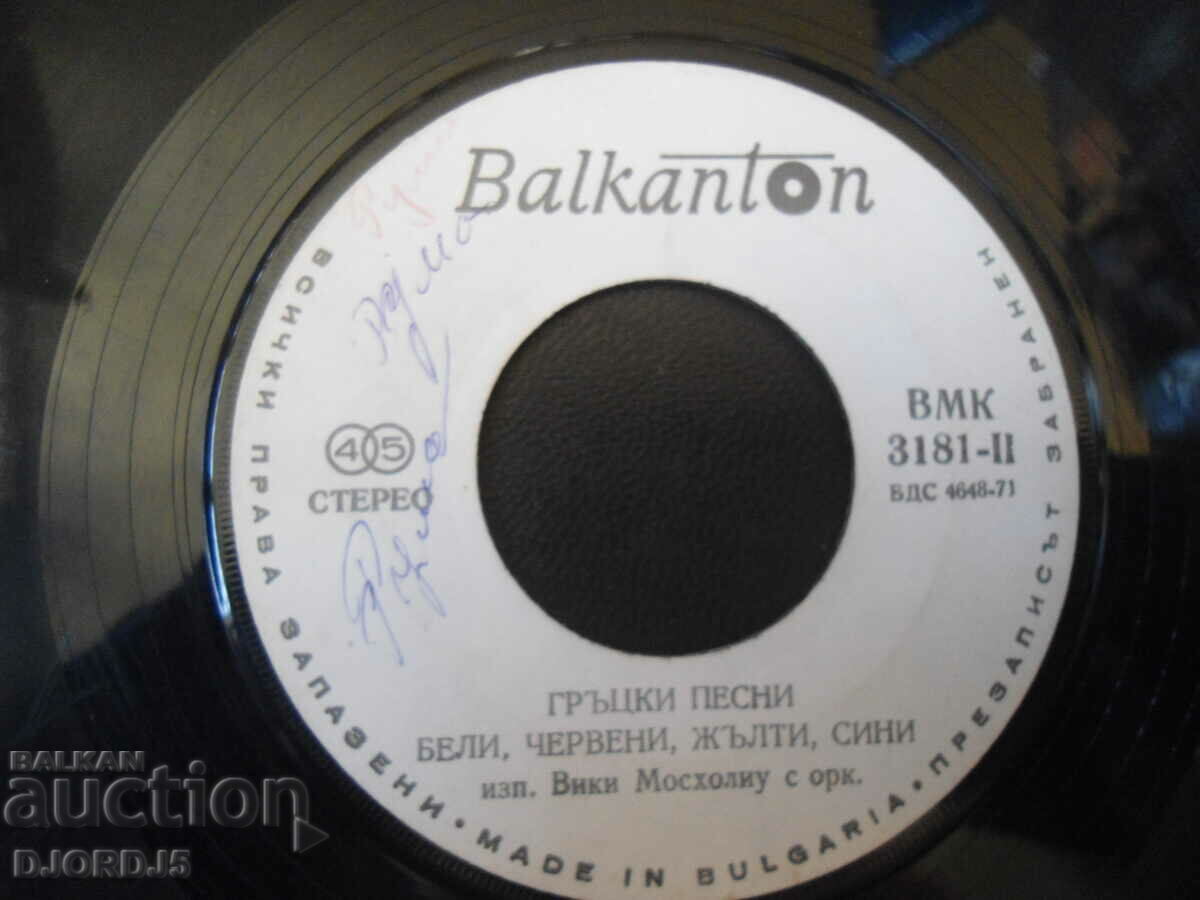 Balkanton
ВСИЧКИ ПРАВА ЗАПАЗЕНИ • MADE IN BULGARIA • ПРЕЗАПИСЪТ ЗАБРАНЕН
45
СТЕРЕО
ВМК
3181-II
БДС 4648-71
ГРЪЦКИ ПЕСНИ
БЕЛИ, ЧЕРВЕНИ, ЖЪЛТИ, СИНИ
изп. Вики Мосхолиу с орк.
BALKAN
auction
DJORDJ5